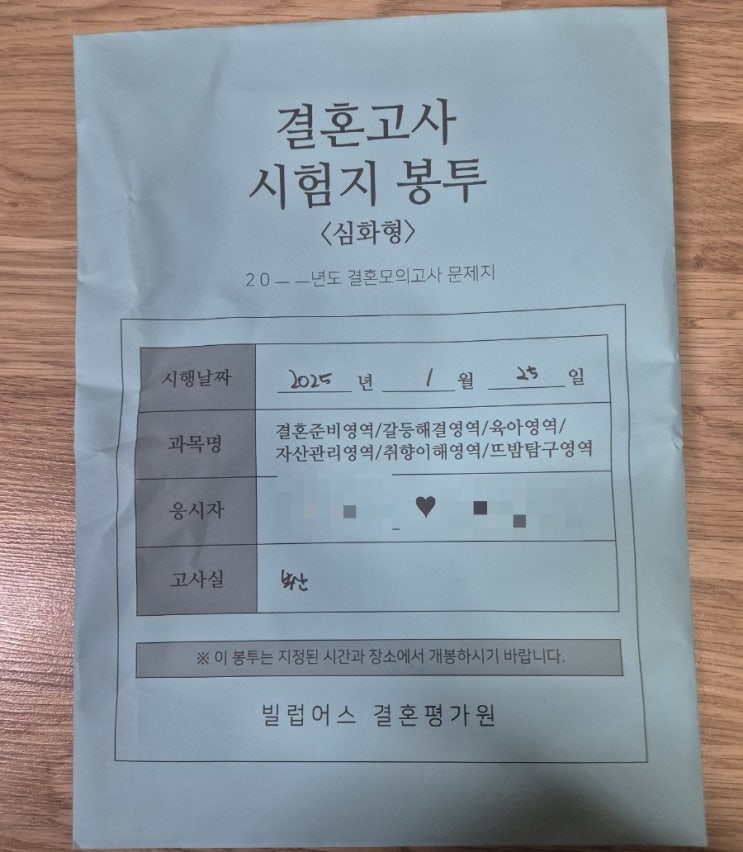 결혼고사
시험지 봉투
<심화형>
20__년도 결혼모의고사 문제지
시행날짜 2025 년 1 월 25 일
과목명 결혼준비영역/갈등해결영역/육아영역/
자산관리영역/취향이해영역/뜨밤탐구영역
응시자 ♥
고사실 부산
※ 이 봉투는 지정된 시간과 장소에서 개봉하시기 바랍니다.
빌럽어스 결혼평가원